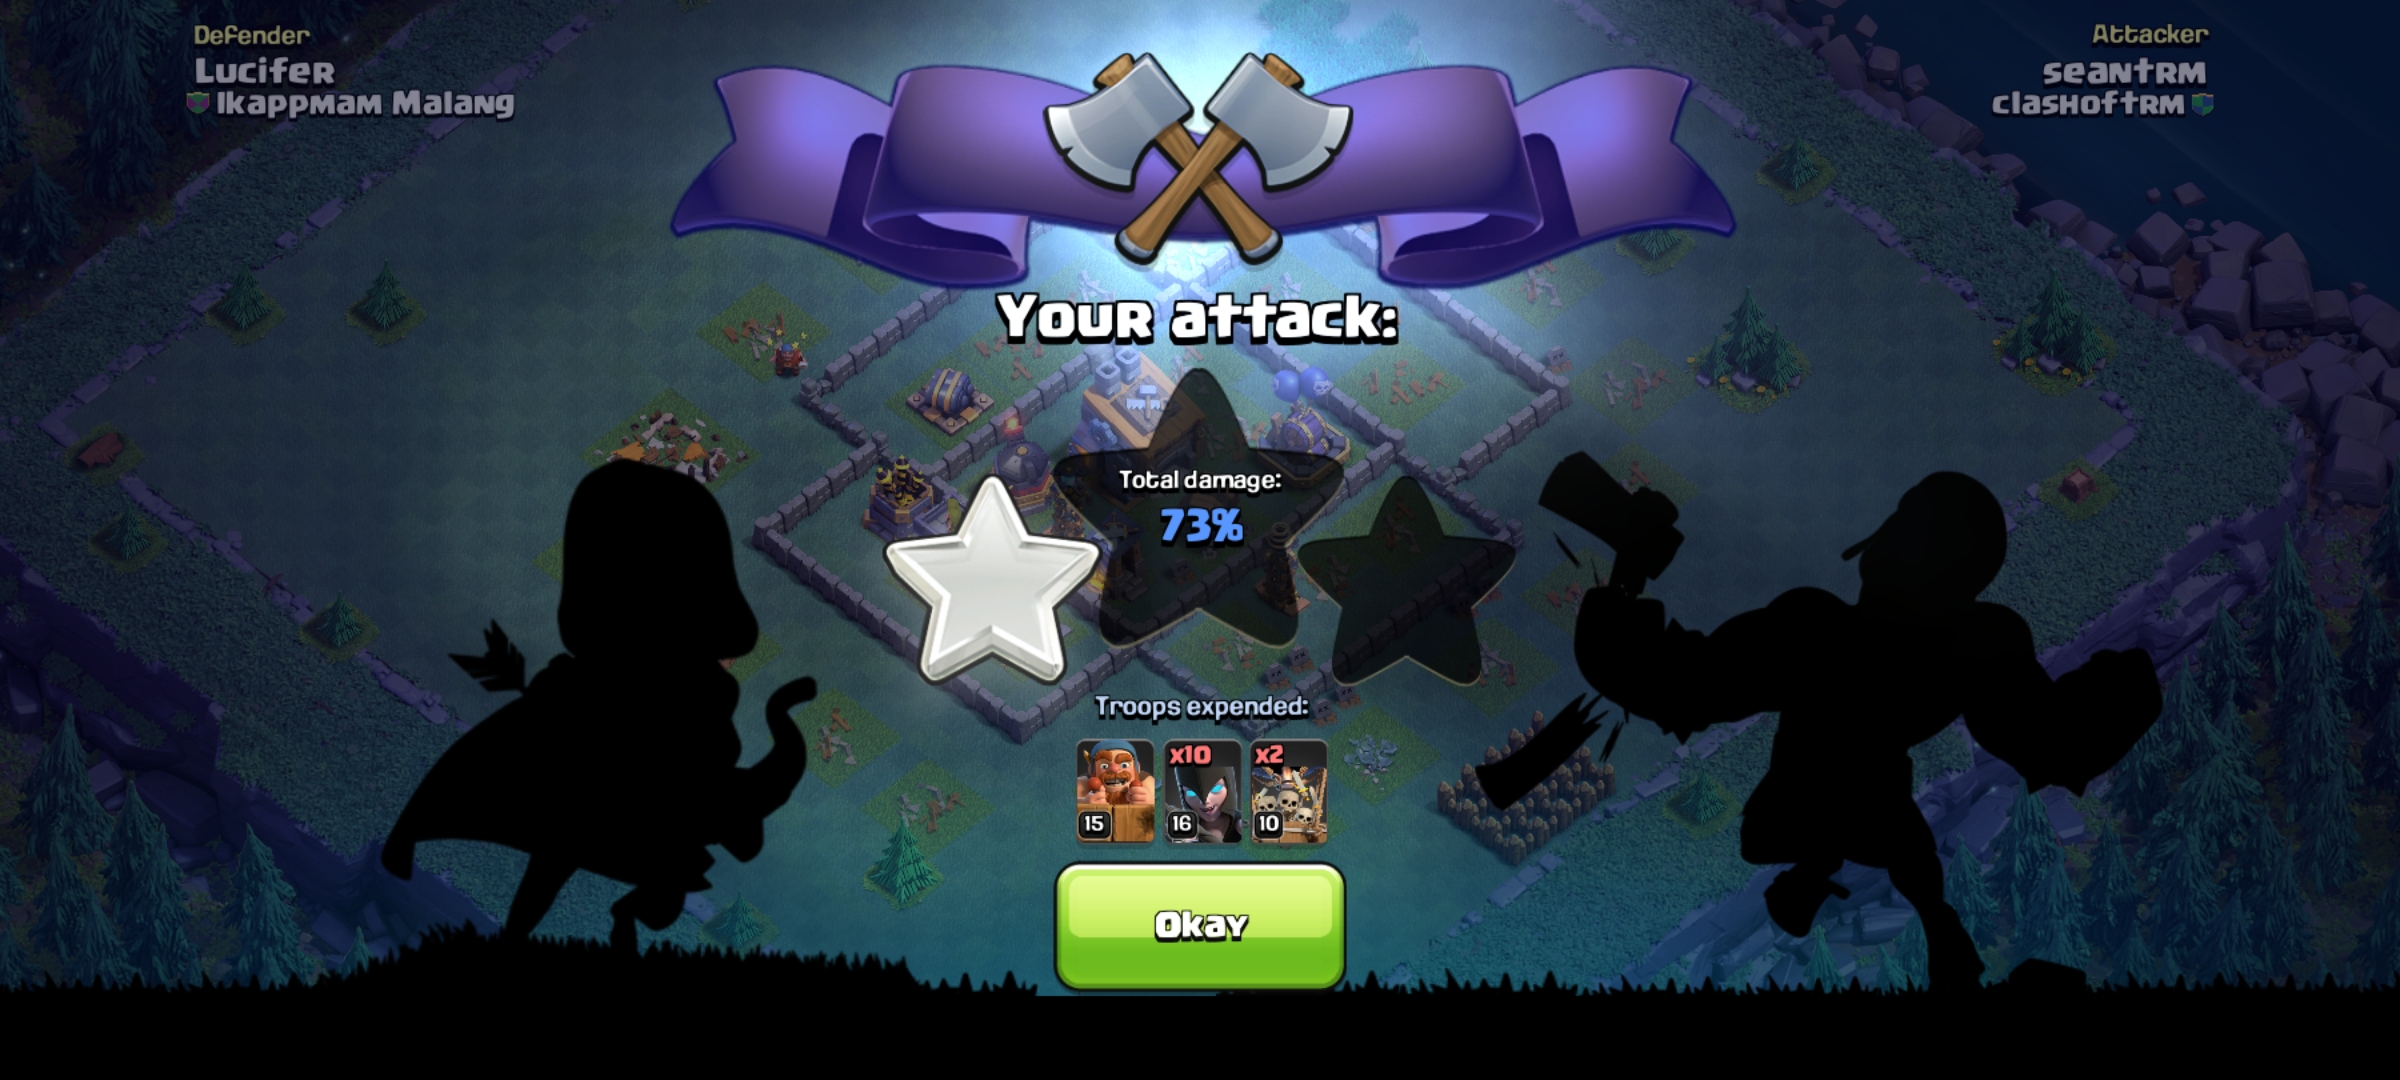 Defender
Lucifer
Ikappmam Malang
Attacker
seantrm
clashoftrm
Your attack:
Total damage:
73%
Troops expended:
x10
x2
15
16
10
Okay